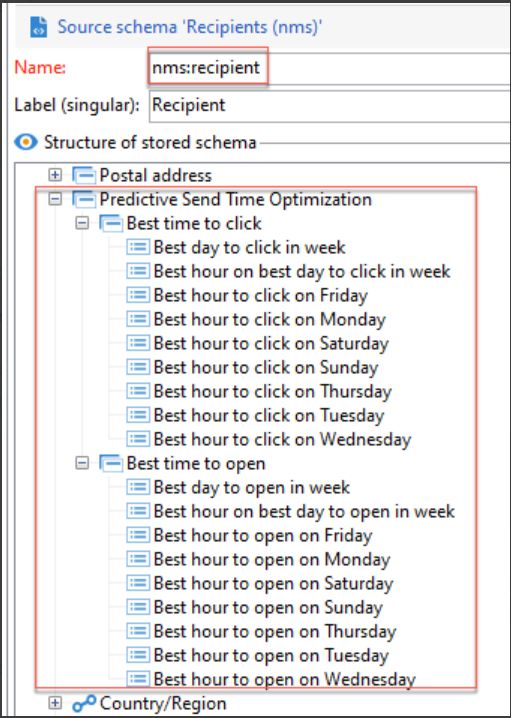 Source schema 'Recipients (nms)'
Name: nms:recipient
Label (singular): Recipient
Structure of stored schema
Postal address
Predictive Send Time Optimization
Best time to click
Best day to click in week
Best hour on best day to click in week
Best hour to click on Friday
Best hour to click on Monday
Best hour to click on Saturday
Best hour to click on Sunday
Best hour to click on Thursday
Best hour to click on Tuesday
Best hour to click on Wednesday
Best time to open
Best day to open in week
Best hour on best day to open in week
Best hour to open on Friday
Best hour to open on Monday
Best hour to open on Saturday
Best hour to open on Sunday
Best hour to open on Thursday
Best hour to open on Tuesday
Best hour to open on Wednesday
Country/Region